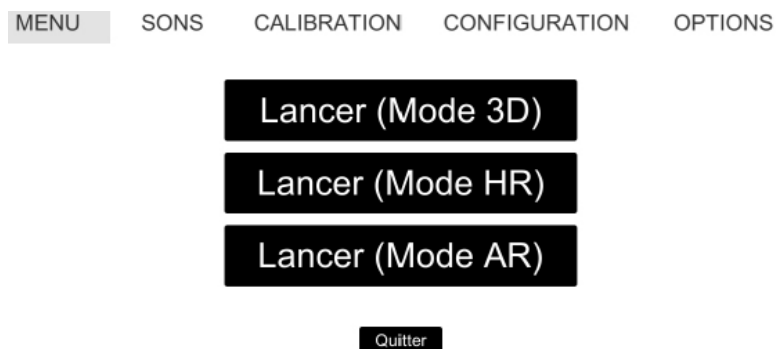 MENU SONS CALIBRATION CONFIGURATION OPTIONS
Lancer (Mode 3D)
Lancer (Mode HR)
Lancer (Mode AR)
Quitter